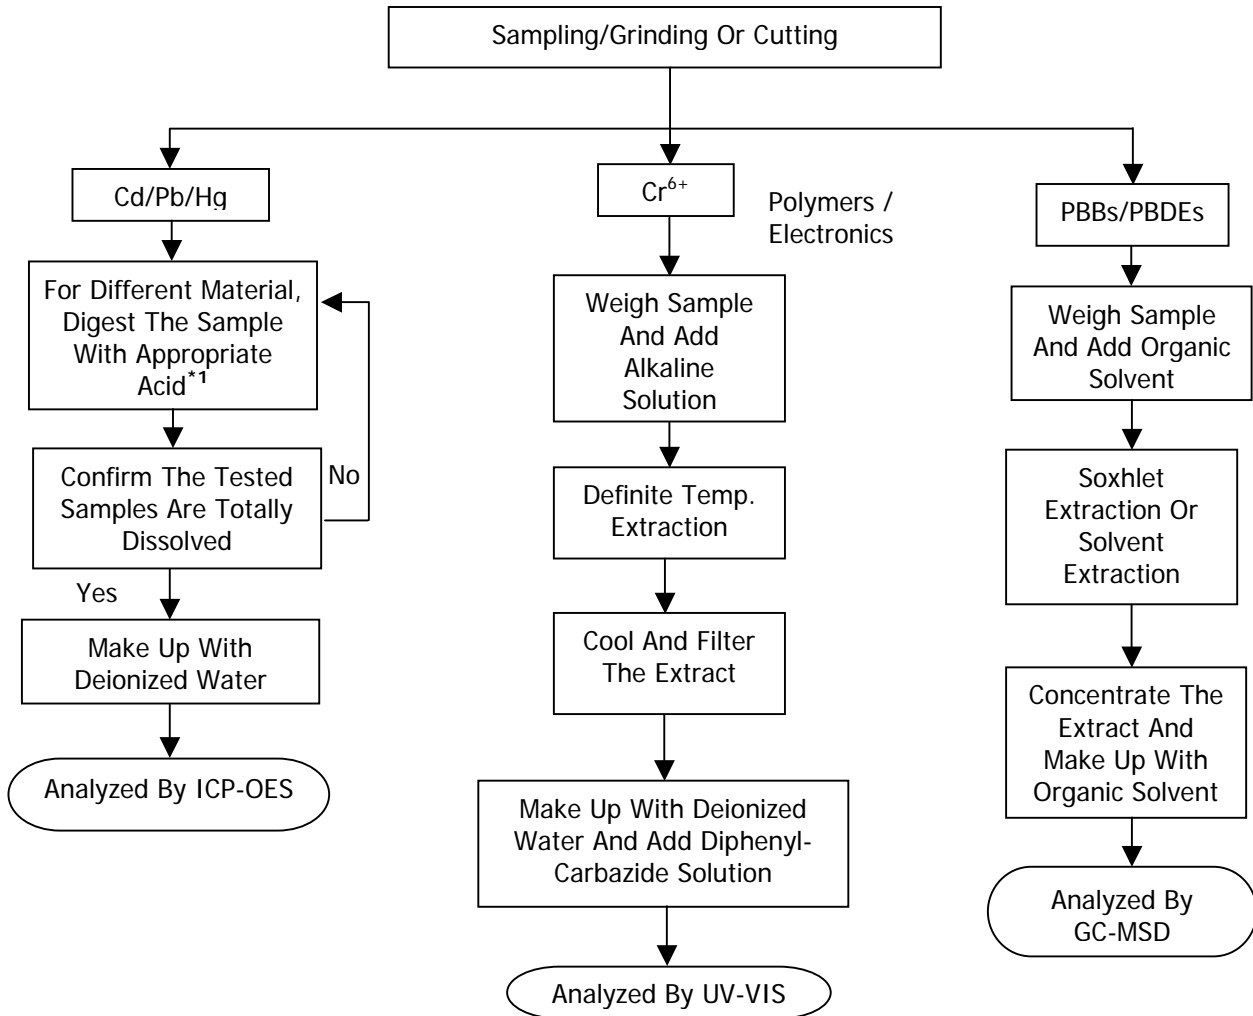 Sampling/Grinding Or Cutting
Cd/Pb/Hg
For Different Material,
Digest The Sample
With Appropriate
Acid*1
Confirm The Tested
Samples Are Totally
Dissolved
No
Yes
Make Up With
Deionized Water
Analyzed By ICP-OES
Cr6+
Polymers /
Electronics
Weigh Sample
And Add
Alkaline
Solution
Definite Temp.
Extraction
Cool And Filter
The Extract
Make Up With Deionized
Water And Add Diphenyl-
Carbazide Solution
Analyzed By UV-VIS
PBBs/PBDEs
Weigh Sample
And Add Organic
Solvent
Soxhlet
Extraction Or
Solvent
Extraction
Concentrate The
Extract And
Make Up With
Organic Solvent
Analyzed By
GC-MSD